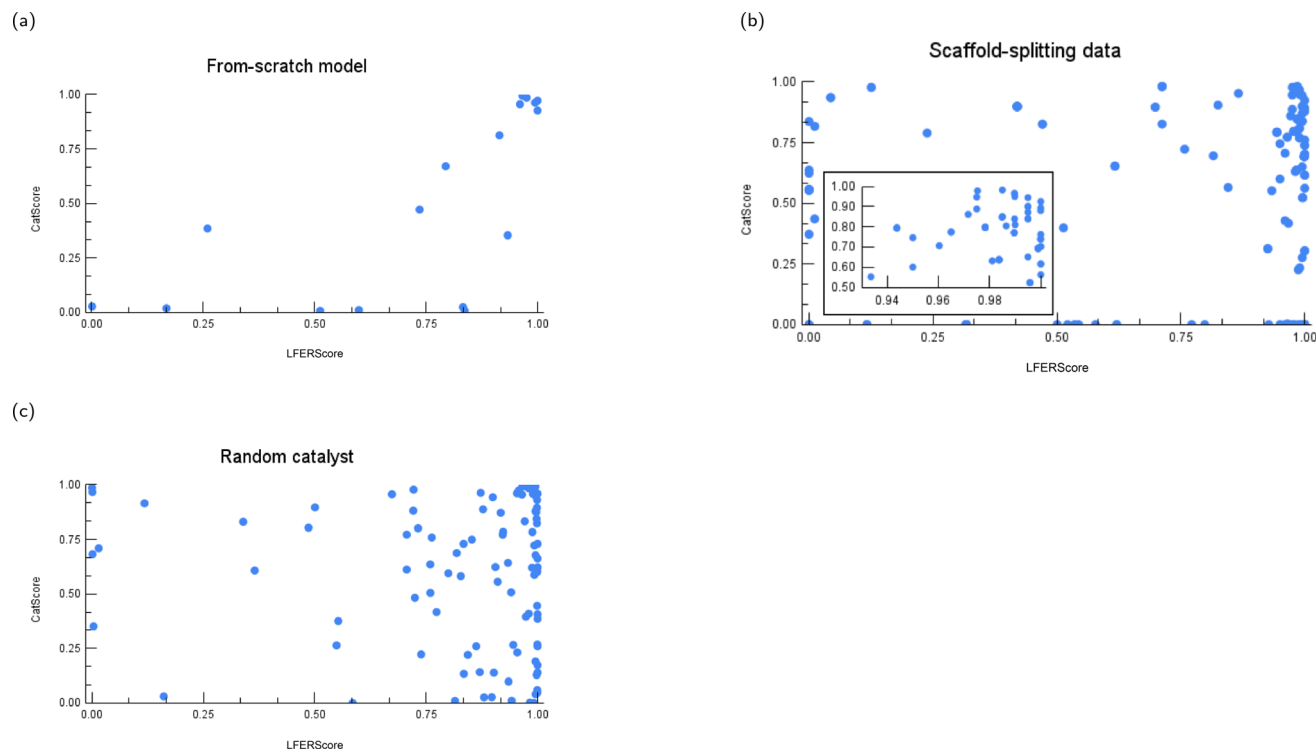 (a)
From-scratch model
CatScore
1.00
0.75
0.50
0.25
0.00
0.00 0.25 0.50 0.75 1.00
LFERScore
(b)
Scaffold-splitting data
CatScore
1.00
0.75
0.50
0.25
0.00
1.00
0.90
0.80
0.70
0.60
0.50
0.94 0.96 0.98
0.00 0.25 0.50 0.75 1.00
LFERScore
(c)
Random catalyst
CatScore
1.00
0.75
0.50
0.25
0.00
0.00 0.25 0.50 0.75 1.00
LFERScore